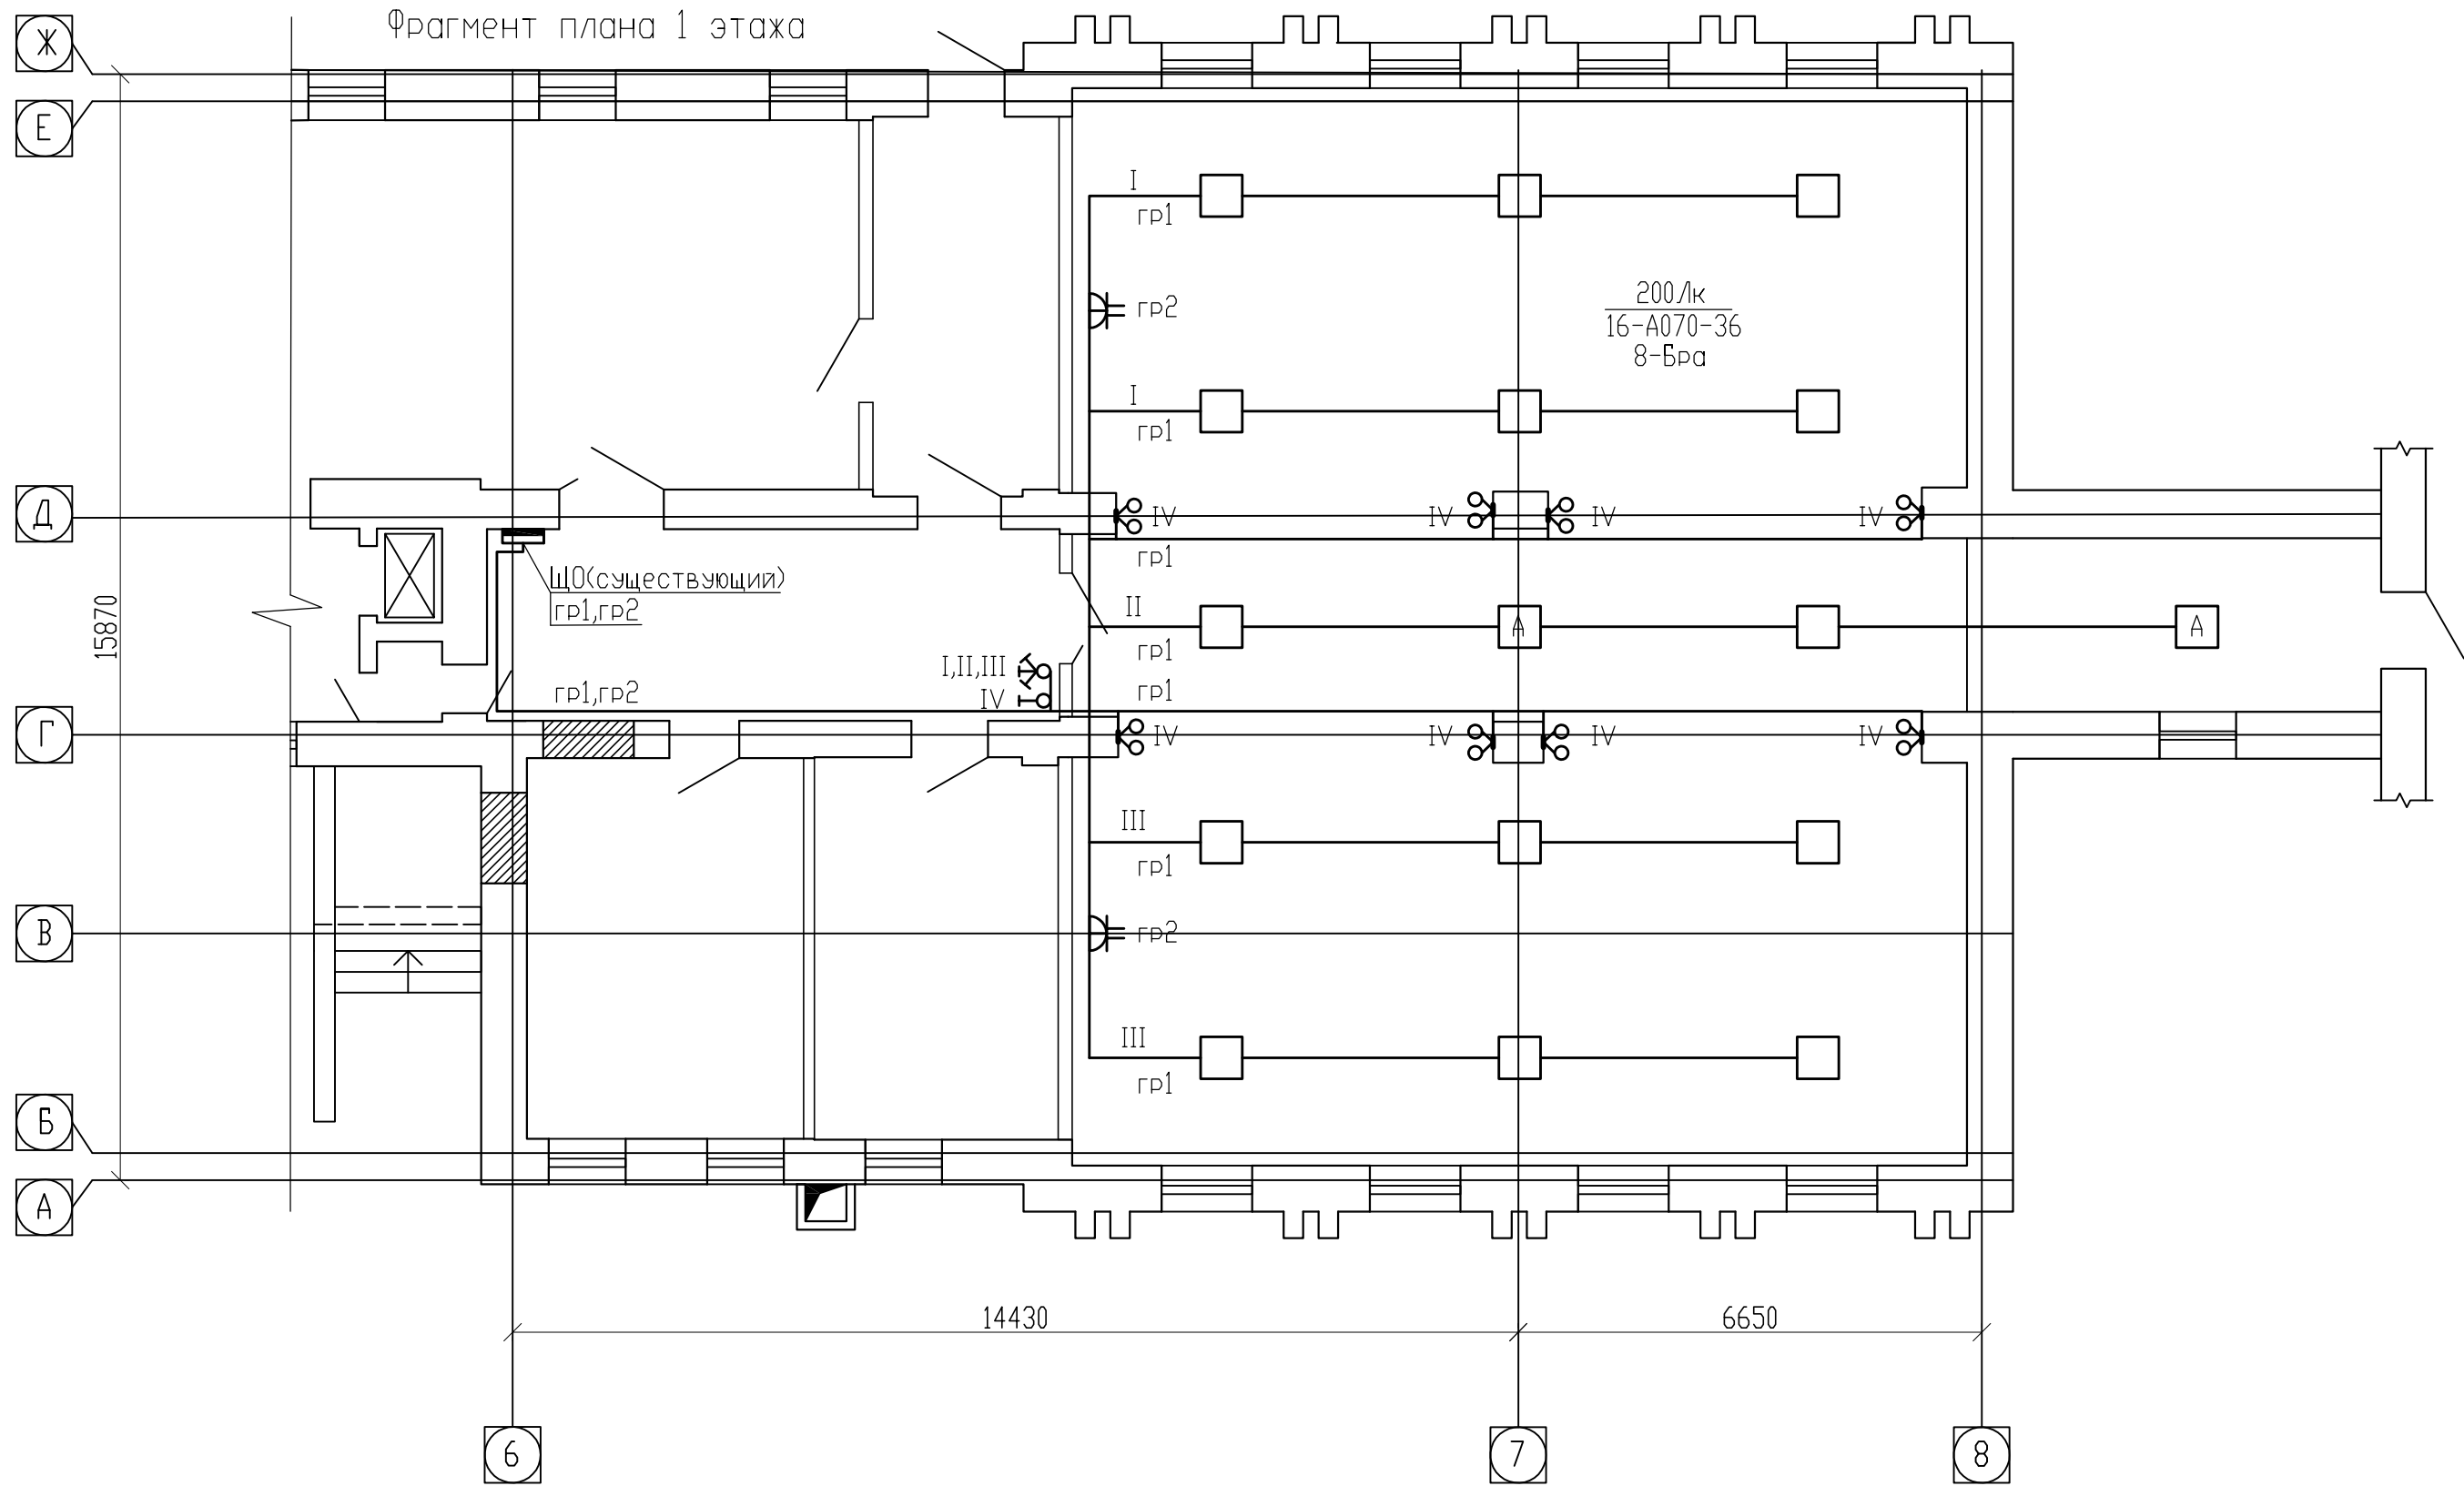 Фрагмент плана 1 этажа
Ж
Е
I
гр1
гр2
200Лк
16-А070-36
8-Бра
I
гр1
Д
IV
IV
IV
IV
гр1
ЩО(существующий)
гр1,гр2
15870
II
А
А
гр1
I,II,III
IV
гр1,гр2
гр1
Г
IV
IV
IV
IV
III
гр1
В
гр2
III
гр1
Б
А
14430
6650
6
7
8